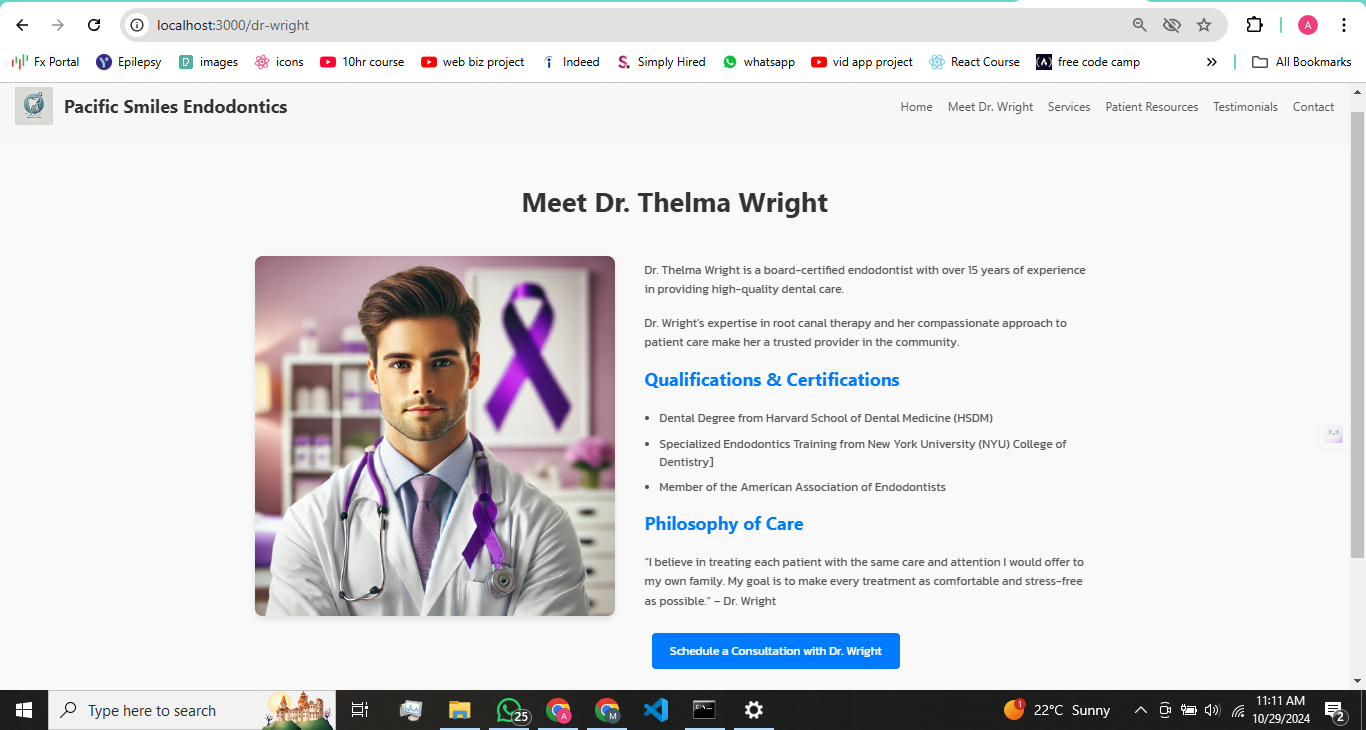 localhost:3000/dr-wright
A
Fx Portal
Epilepsy
images
icons
10hr course
web biz project
Indeed
Simply Hired
whatsapp
vid app project
React Course
free code camp
All Bookmarks
Pacific Smiles Endodontics
Home
Meet Dr. Wright
Services
Patient Resources
Testimonials
Contact
Meet Dr. Thelma Wright
Dr. Thelma Wright is a board-certified endodontist with over 15 years of experience
in providing high-quality dental care.
Dr. Wright's expertise in root canal therapy and her compassionate approach to
patient care make her a trusted provider in the community.
Qualifications & Certifications
• Dental Degree from Harvard School of Dental Medicine (HSDM)
• Specialized Endodontics Training from New York University (NYU) College of
Dentistry]
• Member of the American Association of Endodontists
Philosophy of Care
"I believe in treating each patient with the same care and attention I would offer to
my own family. My goal is to make every treatment as comfortable and stress-free
as possible." – Dr. Wright
Schedule a Consultation with Dr. Wright
Type here to search
25
A
M
1
22°C Sunny
11:11 AM
10/29/2024
2